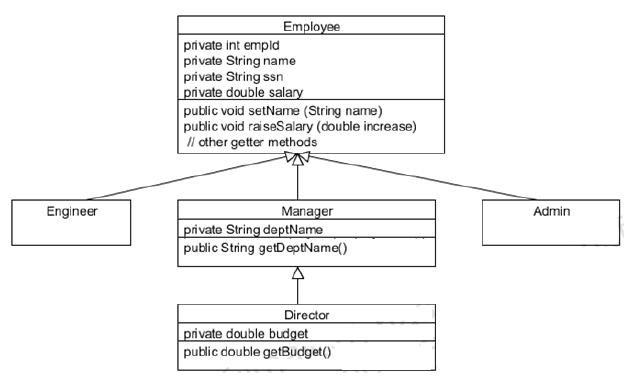 Employee
private int empId
private String name
private String ssn
private double salary
public void setName (String name)
public void raiseSalary (double increase)
// other getter methods
Engineer
Manager
Admin
private String deptName
public String getDeptName()
Director
private double budget
public double getBudget()